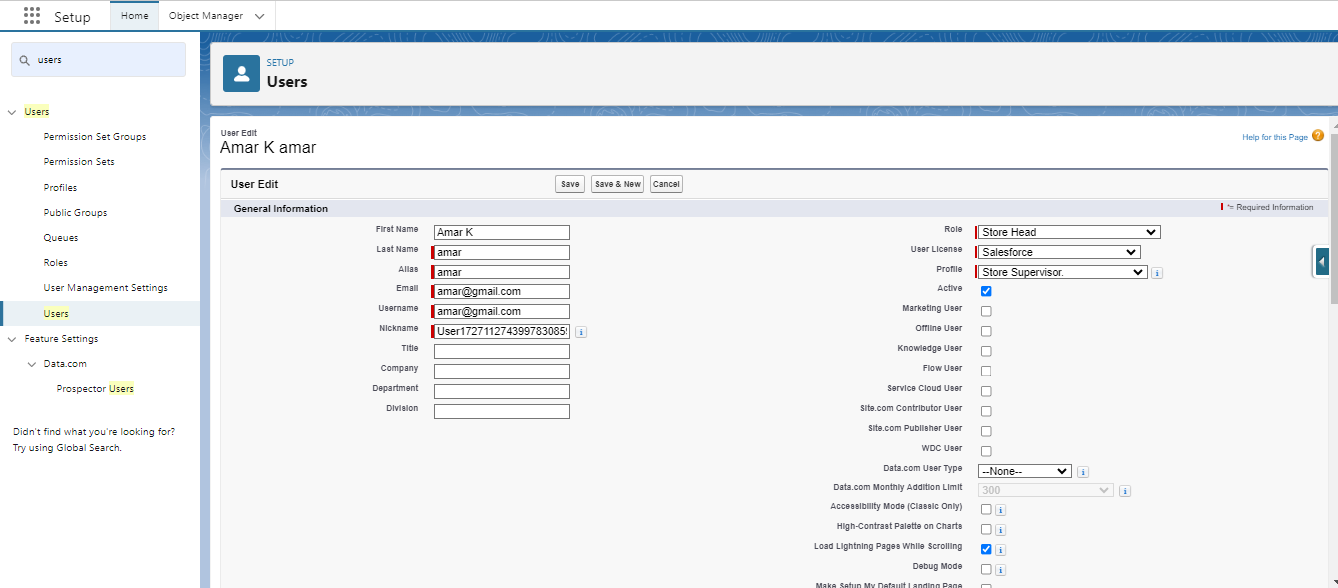 Setup
Home
Object Manager
users
Users
Permission Set Groups
Permission Sets
Profiles
Public Groups
Queues
Roles
User Management Settings
Users
Feature Settings
Data.com
Prospector Users
Didn't find what you're looking for?
Try using Global Search.
SETUP
Users
User Edit
Amar K amar
Help for this Page ?
User Edit
Save
Save & New
Cancel
General Information
*= Required Information
First Name Amar K
Last Name amar
Alias amar
Email amar@gmail.com
Username amar@gmail.com
Nickname i
Title
Company
Department
Division
Role Store Head
User License Salesforce
Profile Store Supervisor. i
Active
Marketing User
Offline User
Knowledge User
Flow User
Service Cloud User
Site.com Contributor User
Site.com Publisher User
WDC User
Data.com User Type --None-- i
Data.com Monthly Addition Limit 300 i
Accessibility Mode (Classic Only) i
High-Contrast Palette on Charts i
Load Lightning Pages While Scrolling i
Debug Mode i
Make Setup My Default Landing Page